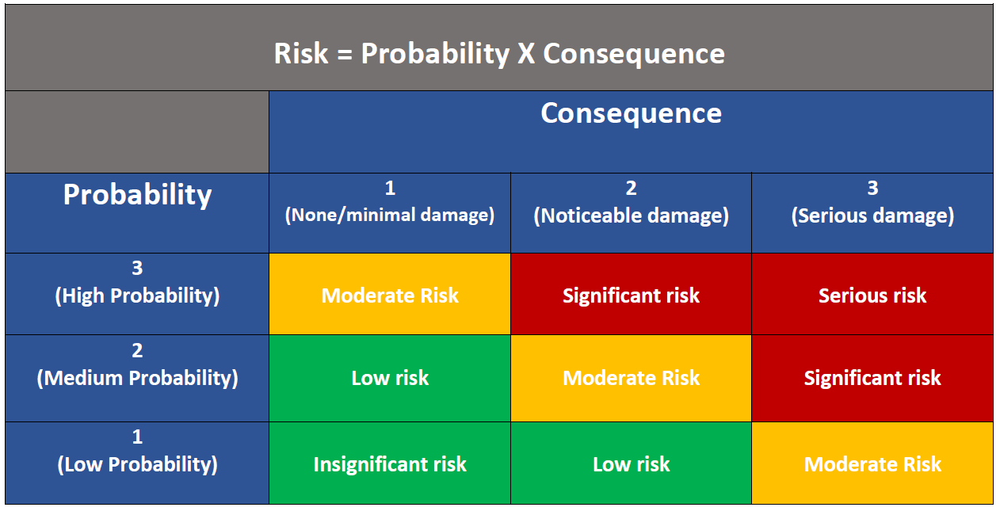 Risk = Probability X Consequence
Consequence
Probability
1
(None/minimal damage)
2
(Noticeable damage)
3
(Serious damage)
3
(High Probability)
Moderate Risk
Significant risk
Serious risk
2
(Medium Probability)
Low risk
Moderate Risk
Significant risk
1
(Low Probability)
Insignificant risk
Low risk
Moderate Risk